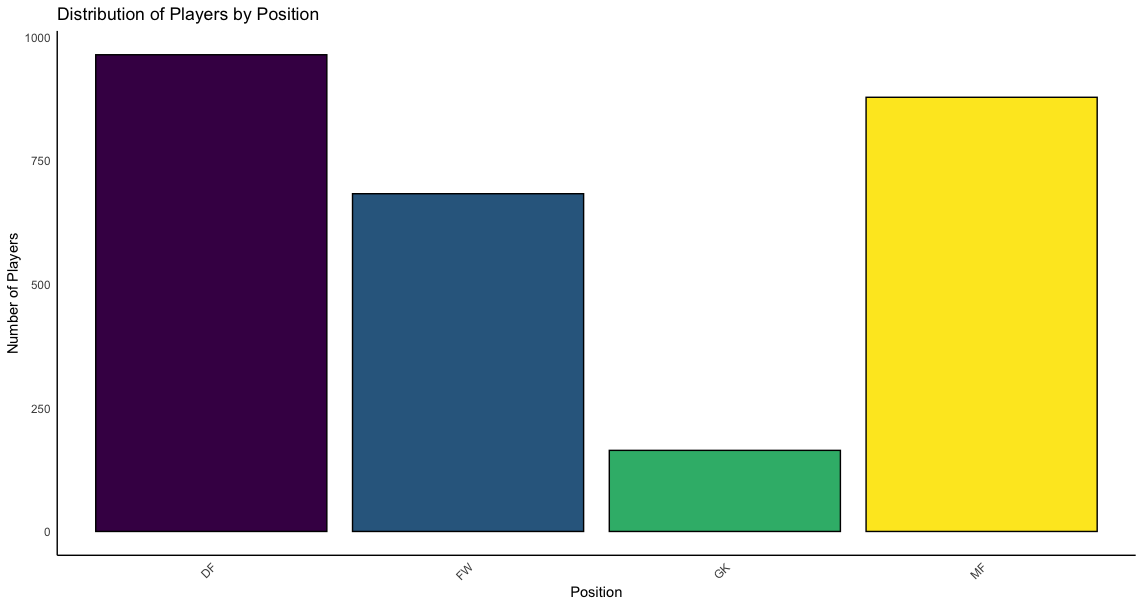 Distribution of Players by Position
1000
750
500
250
0
Number of Players
DF
FW
GK
MF
Position